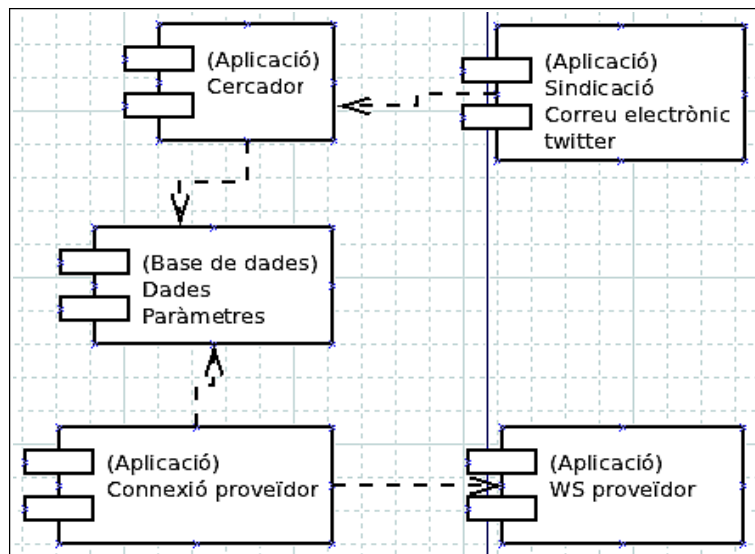 (Aplicació)
Cercador
(Aplicació)
Sindicació
Correu electrònic
twitter
(Base de dades)
Dades
Paràmetres
(Aplicació)
Connexió proveïdor
(Aplicació)
WS proveïdor